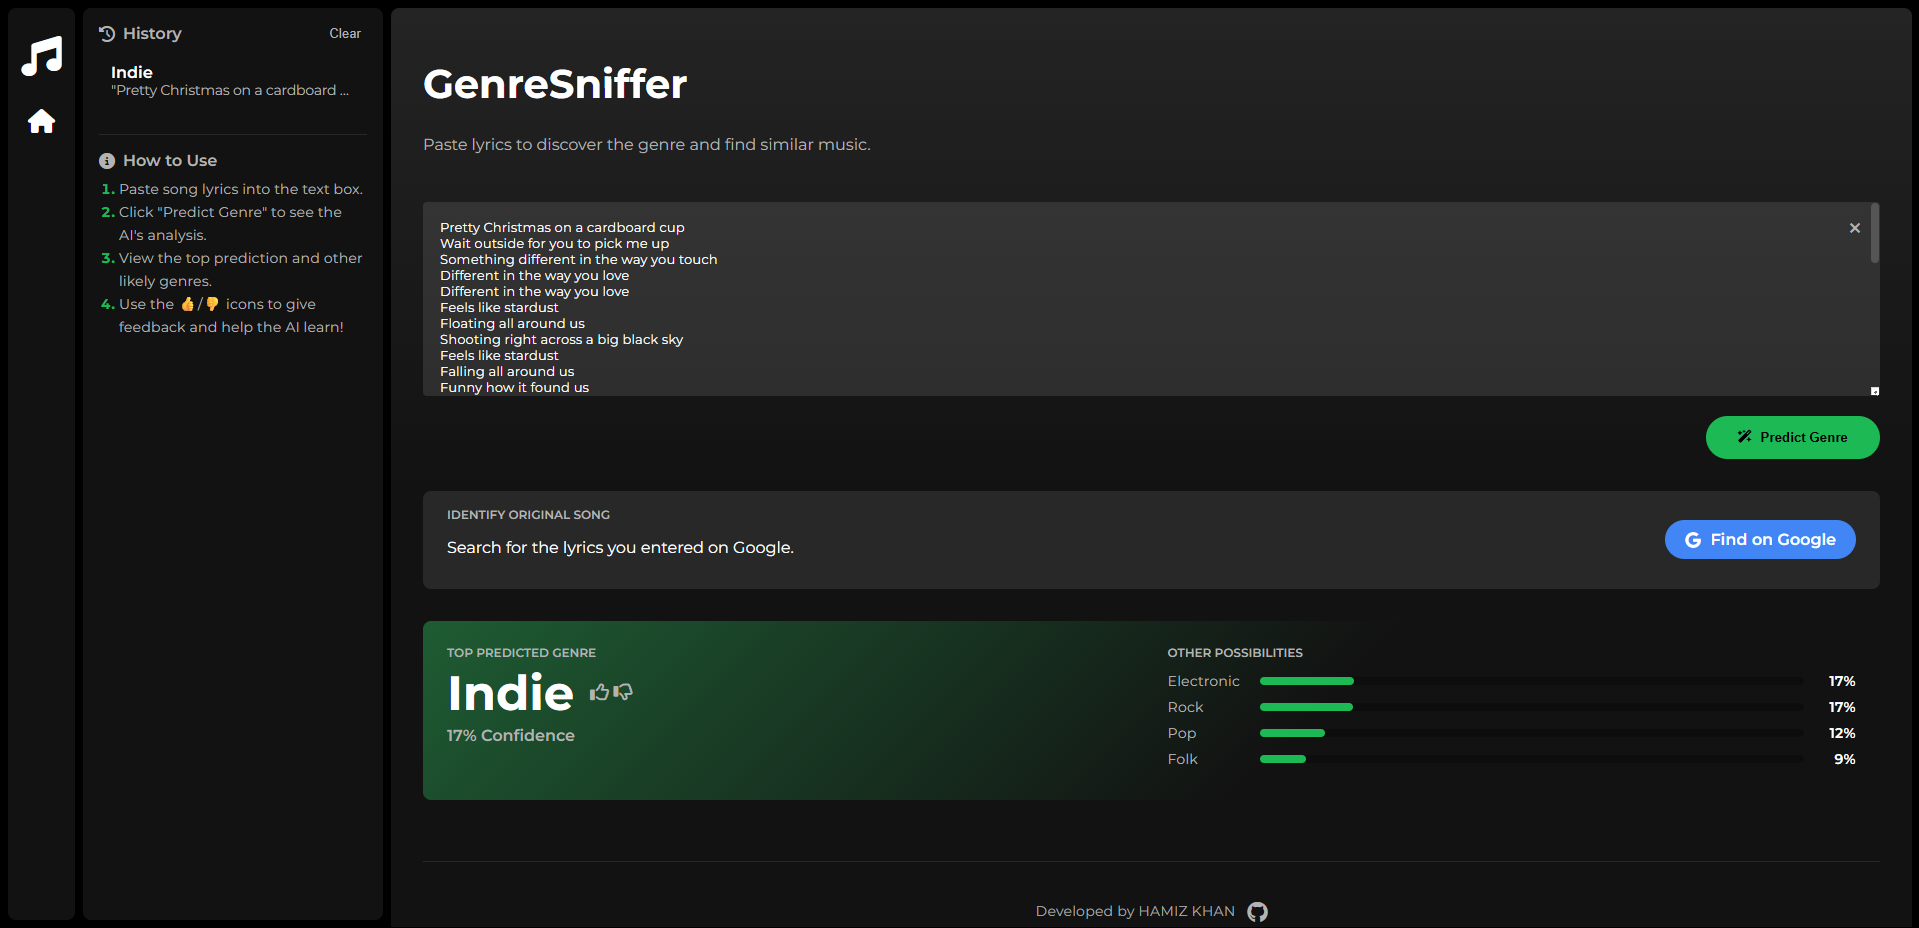 History
Clear
Indie
"Pretty Christmas on a cardboard ...
How to Use
1. Paste song lyrics into the text box.
2. Click "Predict Genre" to see the
AI's analysis.
3. View the top prediction and other
likely genres.
4. Use the 👍/👎 icons to give
feedback and help the AI learn!
GenreSniffer
Paste lyrics to discover the genre and find similar music.
Pretty Christmas on a cardboard cup
Wait outside for you to pick me up
Something different in the way you touch
Different in the way you love
Different in the way you love
Feels like stardust
Floating all around us
Shooting right across a big black sky
Feels like stardust
Falling all around us
Funny how it found us
Predict Genre
IDENTIFY ORIGINAL SONG
Search for the lyrics you entered on Google.
Find on Google
TOP PREDICTED GENRE
Indie
17% Confidence
OTHER POSSIBILITIES
Electronic 17%
Rock 17%
Pop 12%
Folk 9%
Developed by HAMIZ KHAN